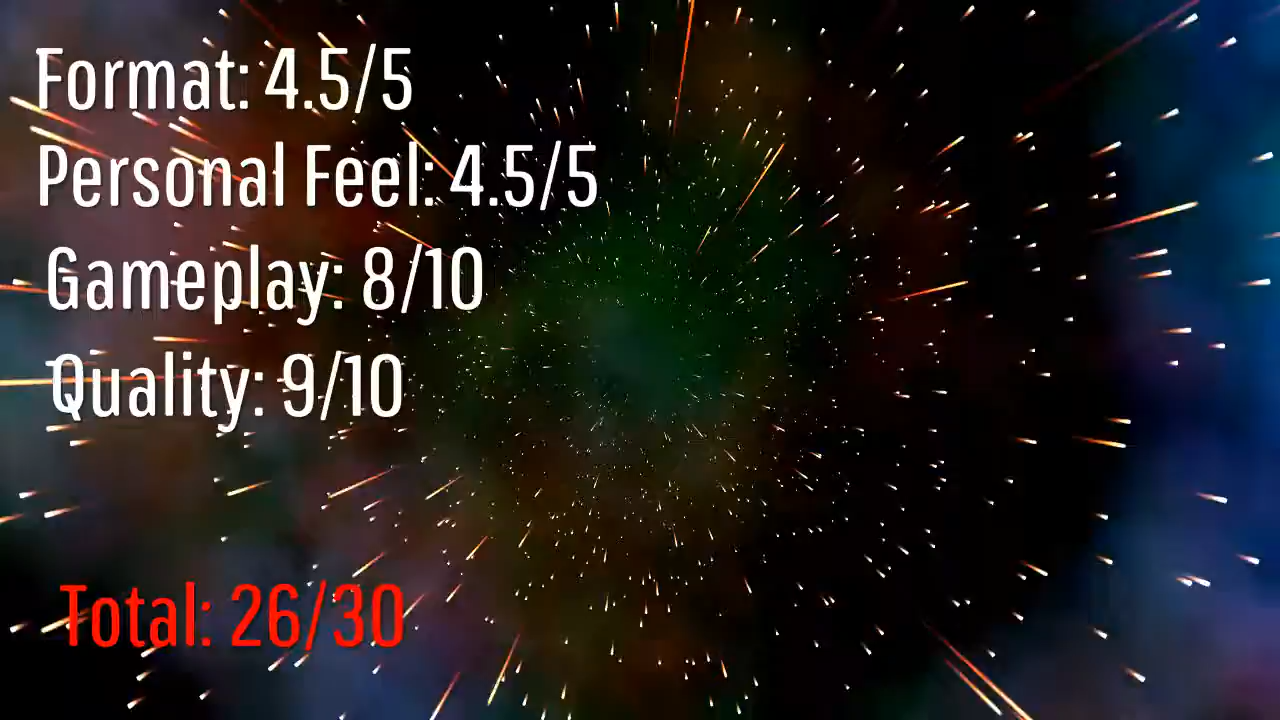 Format: 4.5/5
Personal Feel: 4.5/5
Gameplay: 8/10
Quality: 9/10
Total: 26/30